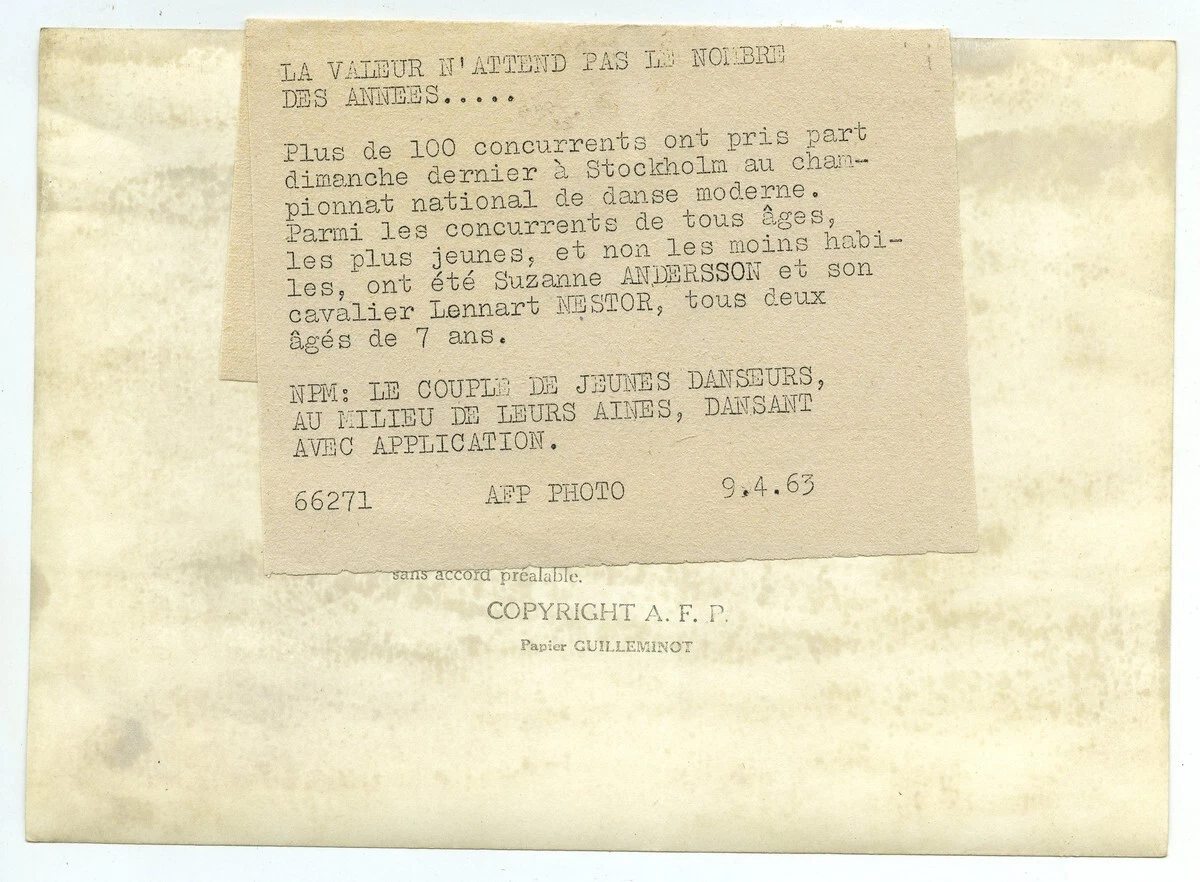 LA VALEUR N'ATTEND PAS LE NOMBRE
DES ANNEES.....
Plus de 100 concurrents ont pris part
dimanche dernier à Stockholm au cham-
pionnat national de danse moderne.
Parmi les concurrents de tous âges,
les plus jeunes, et non les moins habi-
les, ont été Suzanne ANDERSSON et son
cavalier Lennart NESTOR, tous deux
âgés de 7 ans.
NPM: LE COUPLE DE JEUNES DANSEURS,
AU MILIEU DE LEURS AINES, DANSANT
AVEC APPLICATION.
66271 AFP PHOTO 9.4.63
sans accord préalable.
COPYRIGHT A. F. P.
Papier GUILLEMINOT